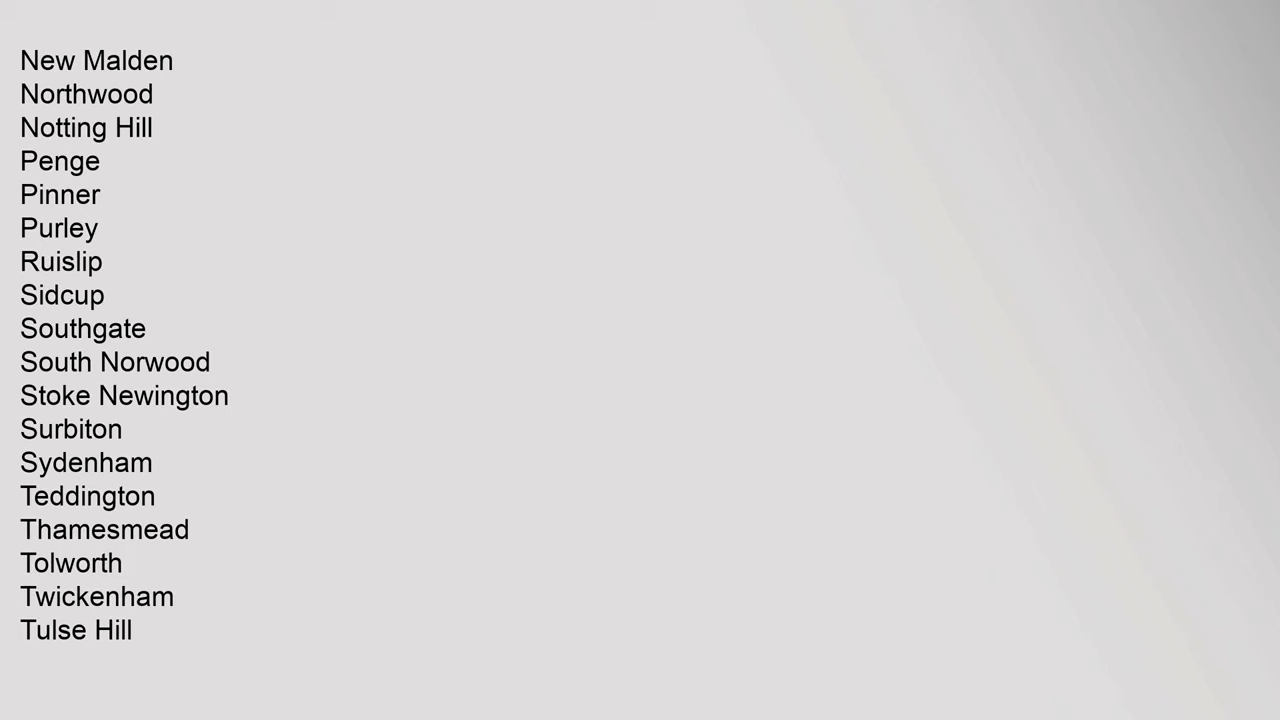 New Malden
Northwood
Notting Hill
Penge
Pinner
Purley
Ruislip
Sidcup
Southgate
South Norwood
Stoke Newington
Surbiton
Sydenham
Teddington
Thamesmead
Tolworth
Twickenham
Tulse Hill